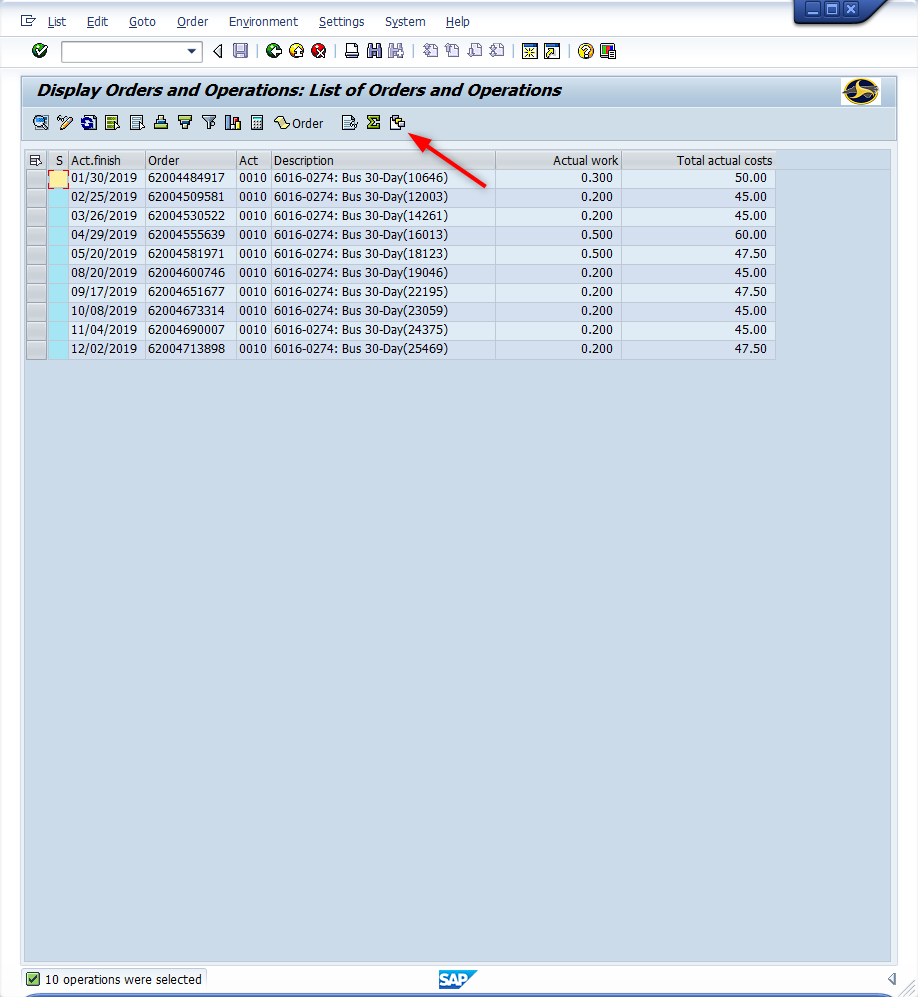 List Edit Goto Order Environment Settings System Help
Display Orders and Operations: List of Orders and Operations
Order
S Act.finish Order Act Description Actual work Total actual costs
01/30/2019 62004484917 0010 6016-0274: Bus 30-Day(10646) 0.300 50.00
02/25/2019 62004509581 0010 6016-0274: Bus 30-Day(12003) 0.200 45.00
03/26/2019 62004530522 0010 6016-0274: Bus 30-Day(14261) 0.200 45.00
04/29/2019 62004555639 0010 6016-0274: Bus 30-Day(16013) 0.500 60.00
05/20/2019 62004581971 0010 6016-0274: Bus 30-Day(18123) 0.500 47.50
08/20/2019 62004600746 0010 6016-0274: Bus 30-Day(19046) 0.200 45.00
09/17/2019 62004651677 0010 6016-0274: Bus 30-Day(22195) 0.200 47.50
10/08/2019 62004673314 0010 6016-0274: Bus 30-Day(23059) 0.200 45.00
11/04/2019 62004690007 0010 6016-0274: Bus 30-Day(24375) 0.200 45.00
12/02/2019 62004713898 0010 6016-0274: Bus 30-Day(25469) 0.200 47.50
10 operations were selected
SAP